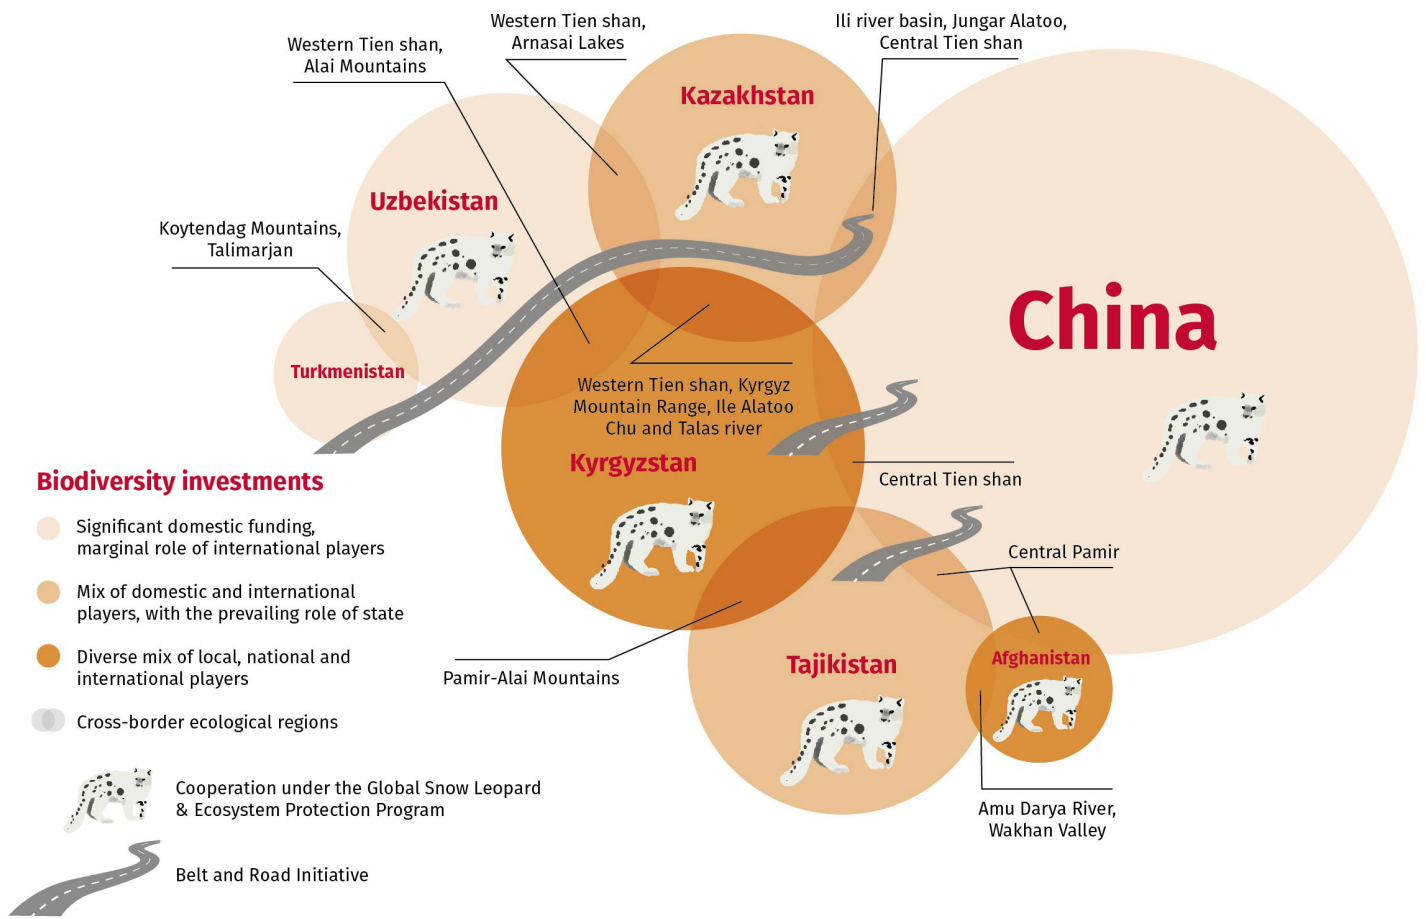 Western Tien shan,
Arnasai Lakes
Ili river basin, Jungar Alatoo,
Central Tien shan
Western Tien shan,
Alai Mountains
Kazakhstan
Uzbekistan
Koytendag Mountains,
Talimarjan
China
Turkmenistan
Western Tien shan, Kyrgyz
Mountain Range, Ile Alatoo
Chu and Talas river
Kyrgyzstan
Central Tien shan
Central Pamir
Pamir-Alai Mountains
Tajikistan
Afghanistan
Amu Darya River,
Wakhan Valley
Biodiversity investments
Significant domestic funding,
marginal role of international players
Mix of domestic and international
players, with the prevailing role of state
Diverse mix of local, national and
international players
Cross-border ecological regions
Cooperation under the Global Snow Leopard
& Ecosystem Protection Program
Belt and Road Initiative